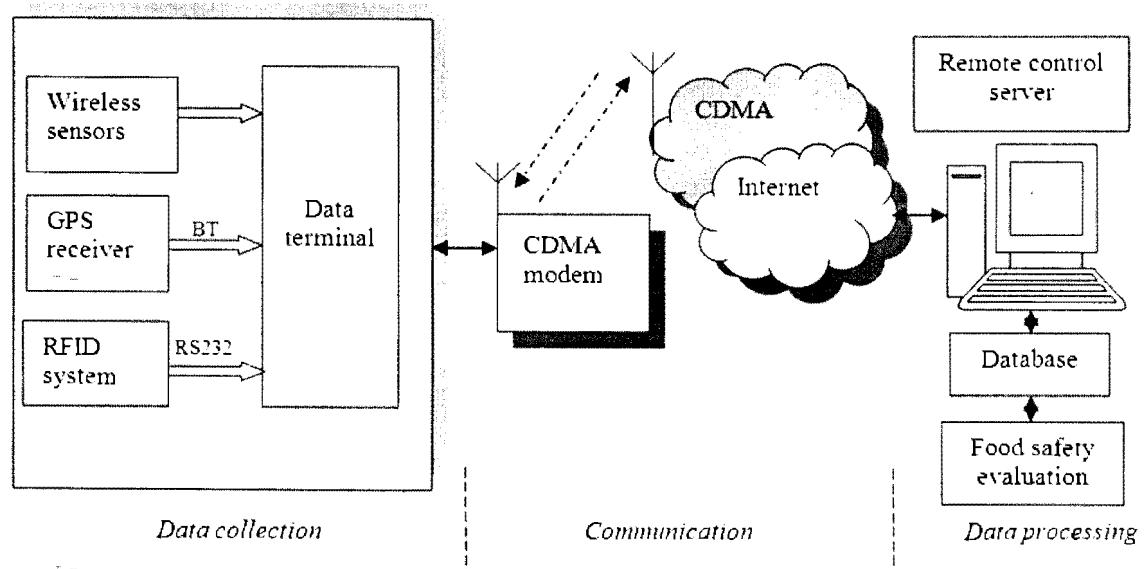 Wireless
sensors
GPS
receiver
BT
RFID
system
RS232
Data
terminal
CDMA
modem
CDMA
Internet
Remote control
server
Database
Food safety
evaluation
Data collection
Communication
Data processing